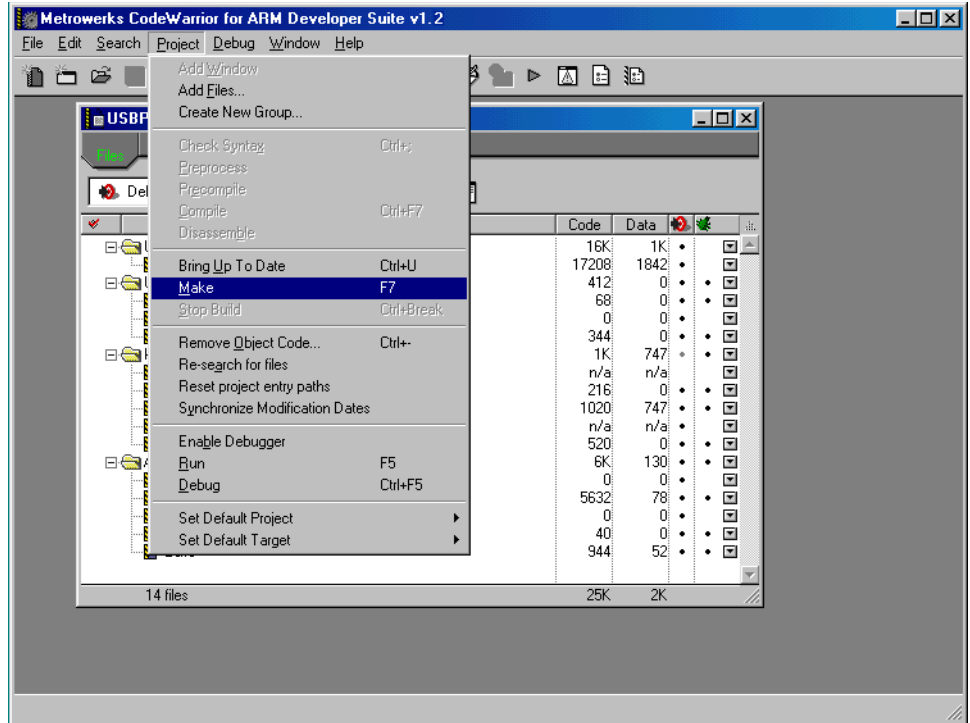 Metrowerks CodeWarrior for ARM Developer Suite v1.2
File Edit Search Project Debug Window Help
Add Window
Add Files...
Create New Group...
USBP
Files
Check Syntax Ctrl+;
Preprocess
Precompile
Compile Ctrl+F7
Disassemble
Del
Code Data
Bring Up To Date Ctrl+U
Make F7
Stop Build Ctrl+Break
Remove Object Code... Ctrl+-
Re-search for files
Reset project entry paths
Synchronize Modification Dates
Enable Debugger
Run F5
Debug Ctrl+F5
Set Default Project
Set Default Target
16K 1K
17208 1842
412 0
68 0
0 0
344 0
1K 747
n/a n/a
216 0
1020 747
n/a n/a
520 0
6K 130
0 0
5632 78
0 0
40 0
944 52
14 files 25K 2K